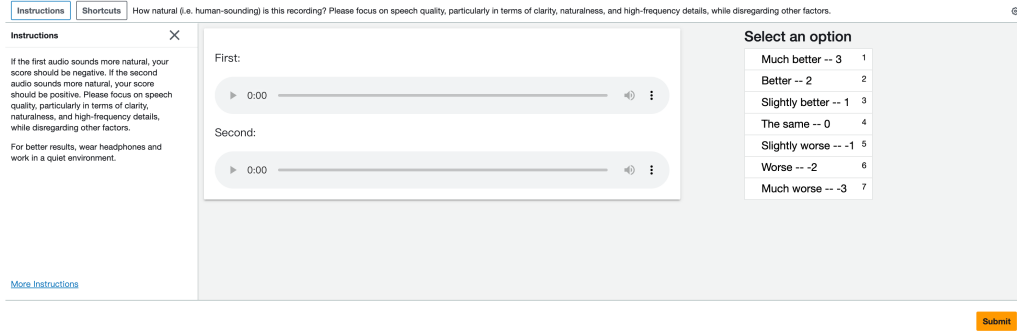 Instructions
Shortcuts
How natural (i.e. human-sounding) is this recording? Please focus on speech quality, particularly in terms of clarity, naturalness, and high-frequency details, while disregarding other factors.
Instructions
If the first audio sounds more natural, your
score should be negative. If the second
audio sounds more natural, your score
should be positive. Please focus on speech
quality, particularly in terms of clarity,
naturalness, and high-frequency details,
while disregarding other factors.
For better results, wear headphones and
work in a quiet environment.
More Instructions
First:
0:00
Second:
0:00
Select an option
Much better -- 3 1
Better -- 2 2
Slightly better -- 1 3
The same -- 0 4
Slightly worse -- -1 5
Worse -- -2 6
Much worse -- -3 7
Submit